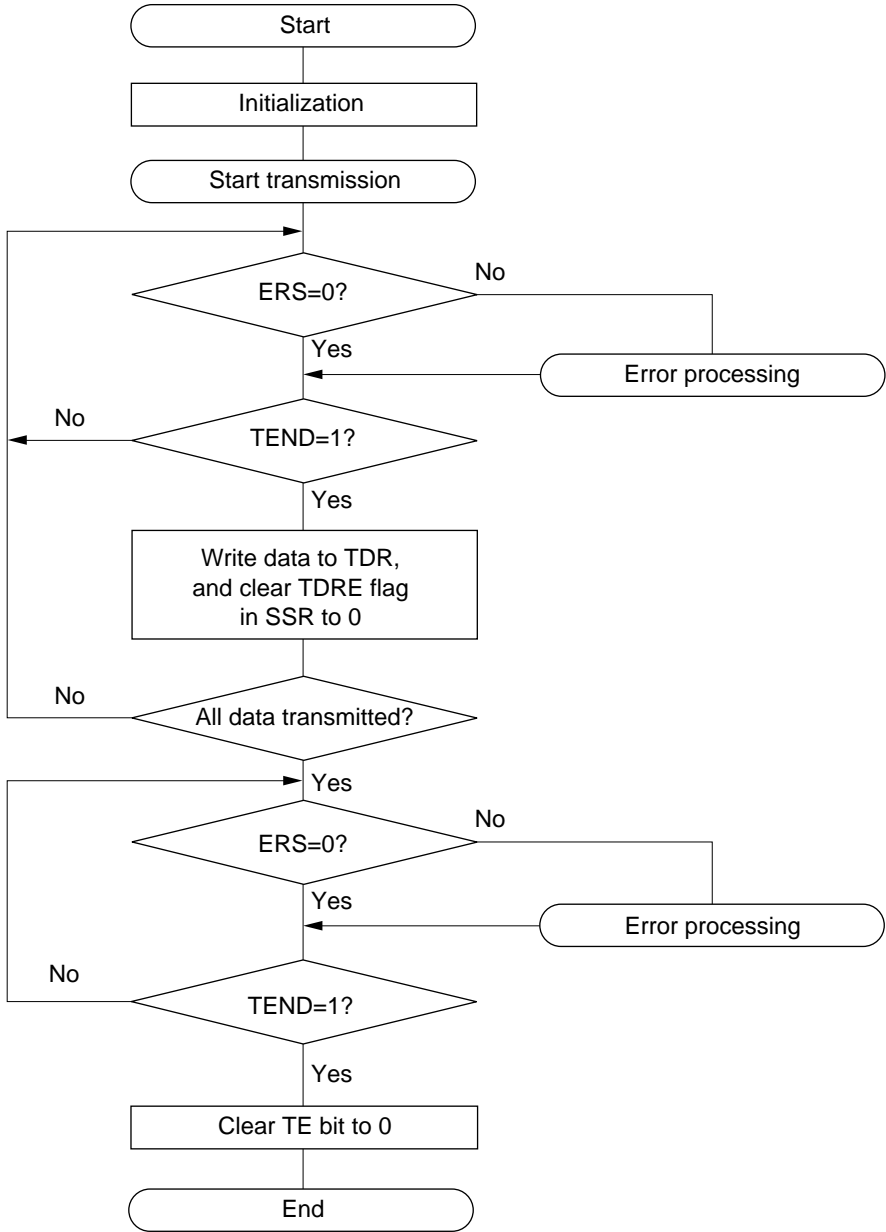 Start
Initialization
Start transmission
ERS=0?
No
Yes
Error processing
TEND=1?
No
Yes
Write data to TDR,
and clear TDRE flag
in SSR to 0
All data transmitted?
No
Yes
ERS=0?
No
Yes
Error processing
TEND=1?
No
Yes
Clear TE bit to 0
End